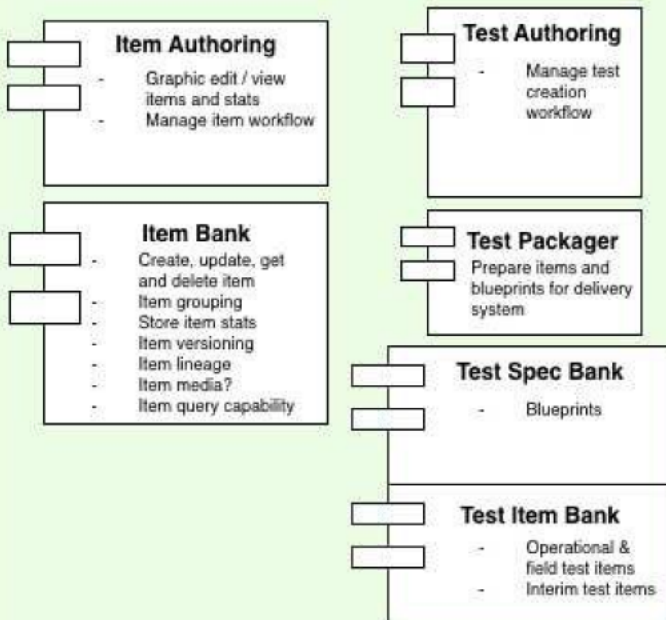 Item Authoring
- Graphic edit / view
items and stats
- Manage item workflow
Item Bank
- Create, update, get
and delete item
- Item grouping
- Store item stats
- Item versioning
- Item lineage
- Item media?
- Item query capability
Test Authoring
- Manage test
creation
workflow
Test Packager
Prepare items and
blueprints for delivery
system
Test Spec Bank
- Blueprints
Test Item Bank
- Operational &
field test items
- Interim test items